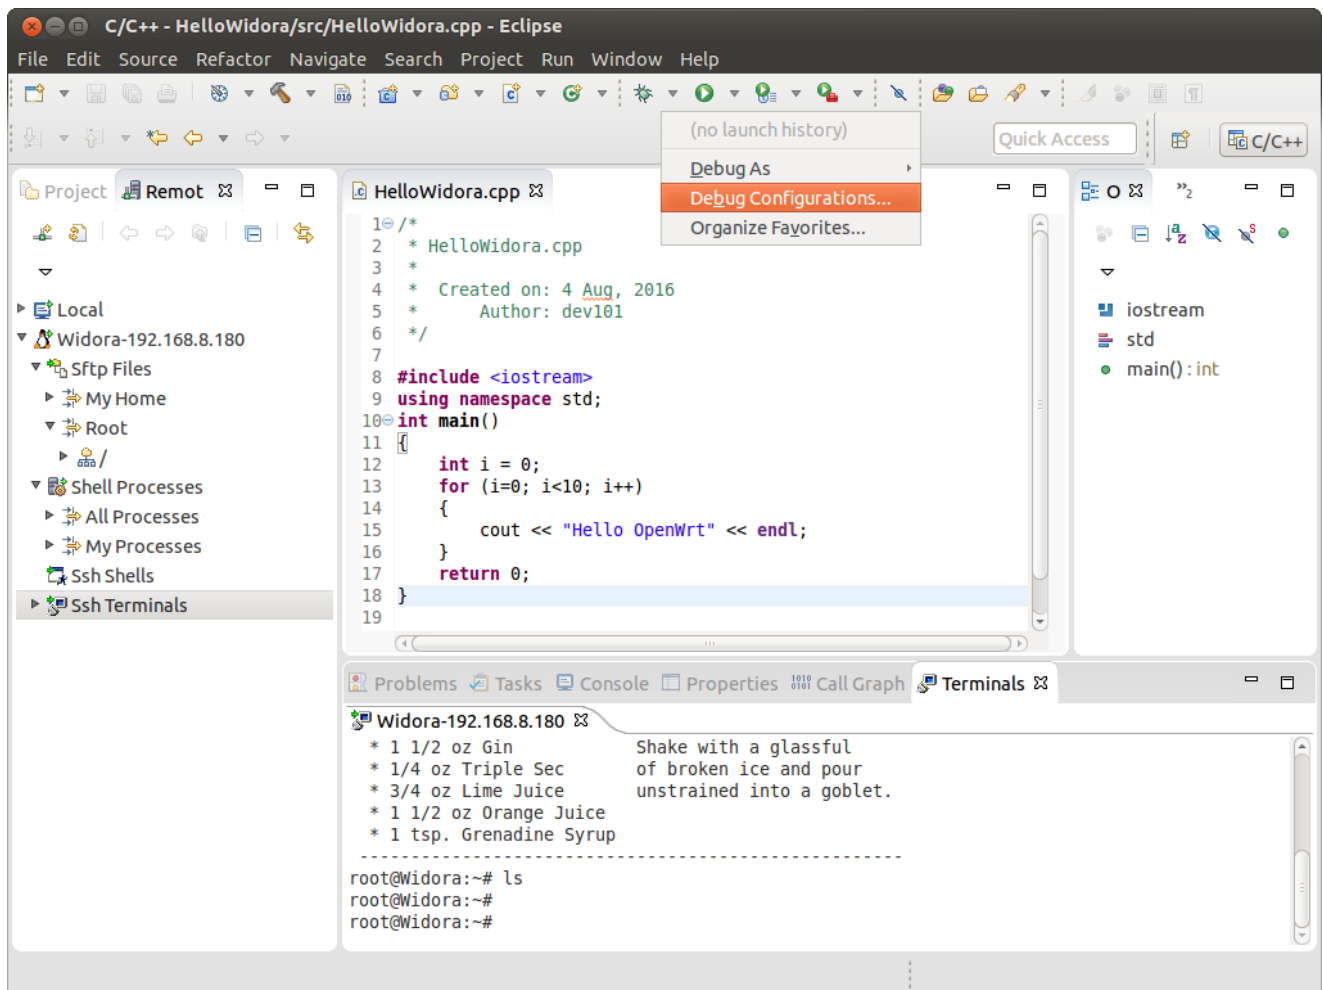 C/C++ - HelloWidora/src/HelloWidora.cpp - Eclipse
File Edit Source Refactor Navigate Search Project Run Window Help
(no launch history)
Debug As
Debug Configurations...
Organize Favorites...
Quick Access
C/C++
Project
Remot
Local
Widora-192.168.8.180
Sftp Files
My Home
Root
/
Shell Processes
All Processes
My Processes
Ssh Shells
Ssh Terminals
HelloWidora.cpp
1 /*
2 * HelloWidora.cpp
3 *
4 * Created on: 4 Aug, 2016
5 * Author: dev101
6 */
7
8 #include <iostream>
9 using namespace std;
10 int main()
11 {
12 int i = 0;
13 for (i=0; i<10; i++)
14 {
15 cout << "Hello OpenWrt" << endl;
16 }
17 return 0;
18 }
19
O
»2
iostream
std
main() : int
Problems Tasks Console Properties Call Graph Terminals
Widora-192.168.8.180
* 1 1/2 oz Gin Shake with a glassful
* 1/4 oz Triple Sec of broken ice and pour
* 3/4 oz Lime Juice unstrained into a goblet.
* 1 1/2 oz Orange Juice
* 1 tsp. Grenadine Syrup
-----------------------------------------------------
root@Widora:~# ls
root@Widora:~#
root@Widora:~#